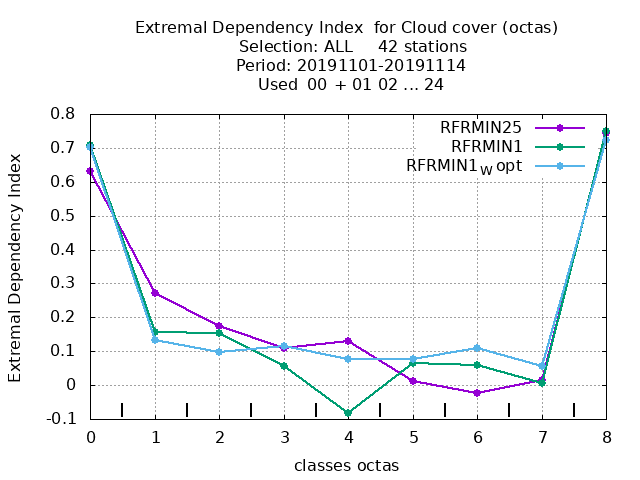 Extremal Dependency Index  for Cloud cover (octas)
Selection: ALL     42 stations
Period: 20191101-20191114
Used  00 + 01 02 ... 24
RFRMIN25
RFRMIN1
RFRMIN1W opt
0.8
0.7
0.6
0.5
0.4
0.3
0.2
0.1
0
-0.1
Extremal Dependency Index
0 1 2 3 4 5 6 7 8
classes octas